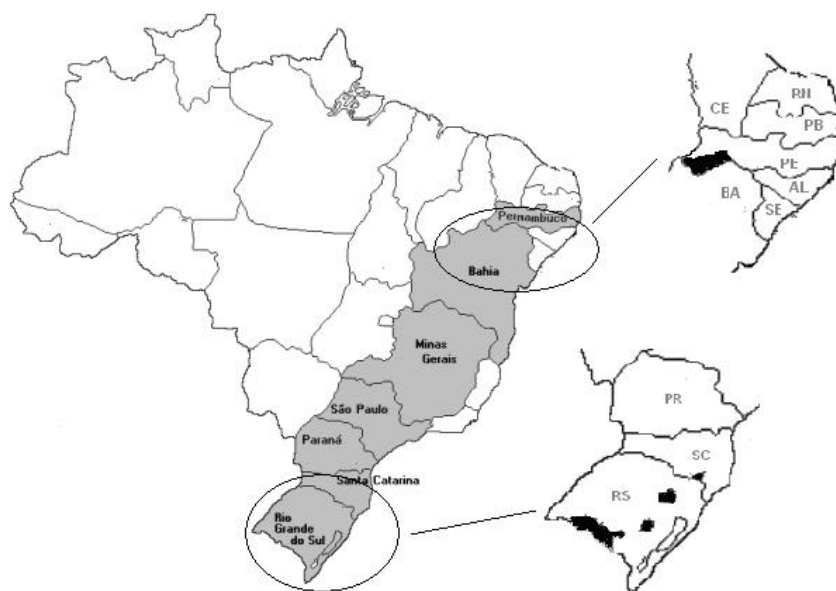 Pernambuco
Bahia
Minas
Gerais
São Paulo
Paraná
Santa Catarina
Rio
Grande
do Sul
CE
RN
PB
PE
AL
BA
SE
PR
SC
RS